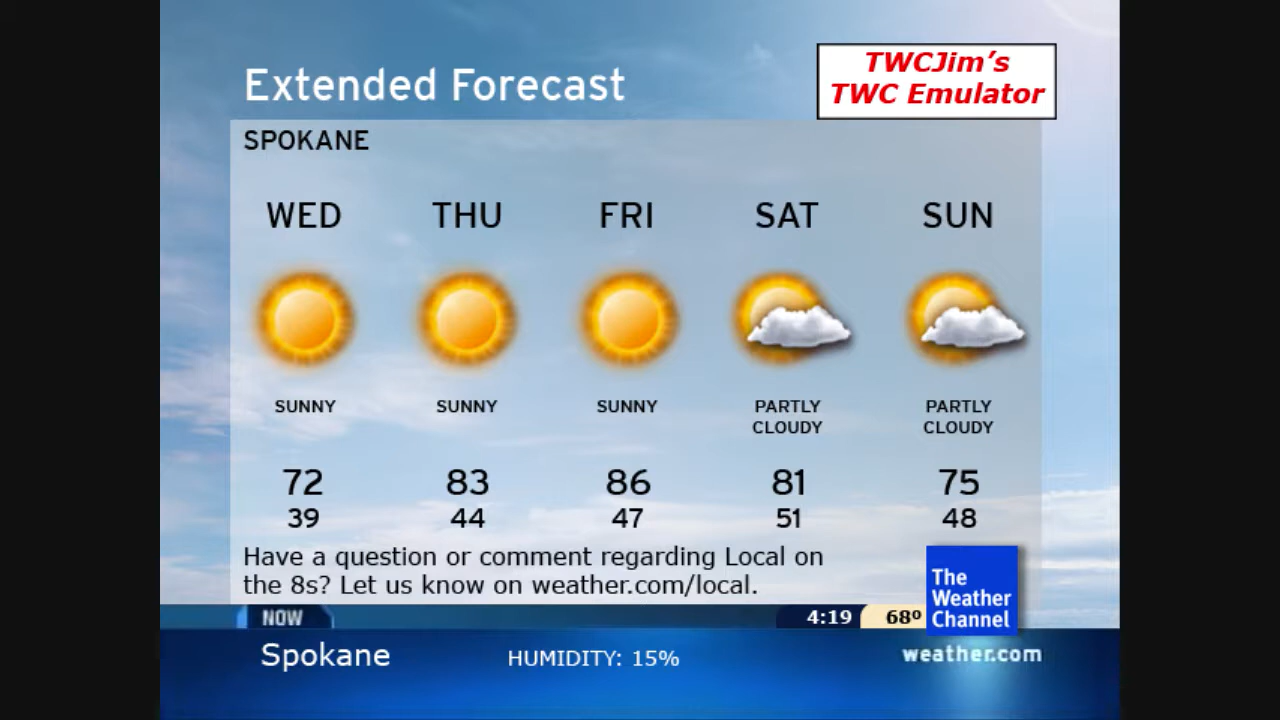 Extended Forecast
TWCJim's
TWC Emulator
SPOKANE
WED THU FRI SAT SUN
SUNNY SUNNY SUNNY PARTLY CLOUDY PARTLY CLOUDY
72 83 86 81 75
39 44 47 51 48
Have a question or comment regarding Local on
the 8s? Let us know on weather.com/local.
The
Weather
Channel
NOW 4:19 68º
Spokane HUMIDITY: 15% weather.com